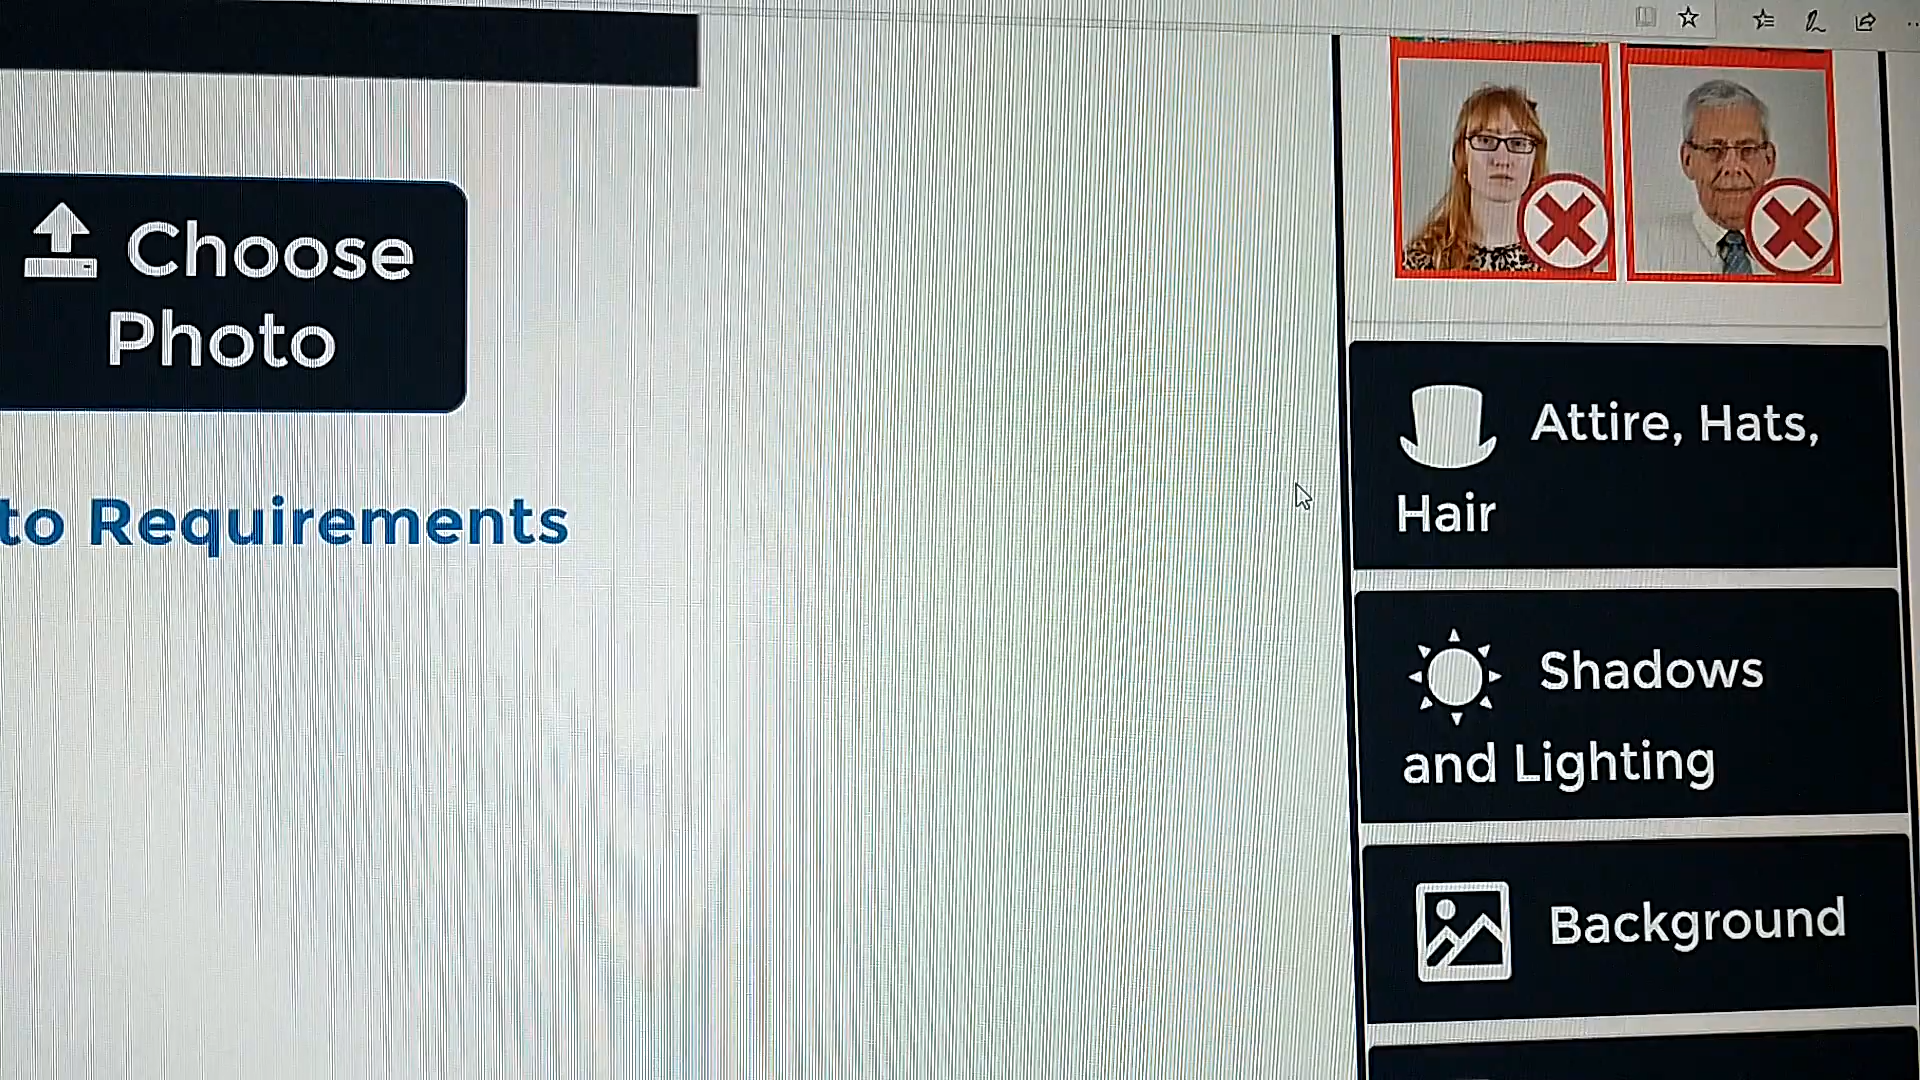 Choose
Photo
to Requirements
Attire, Hats,
Hair
Shadows
and Lighting
Background